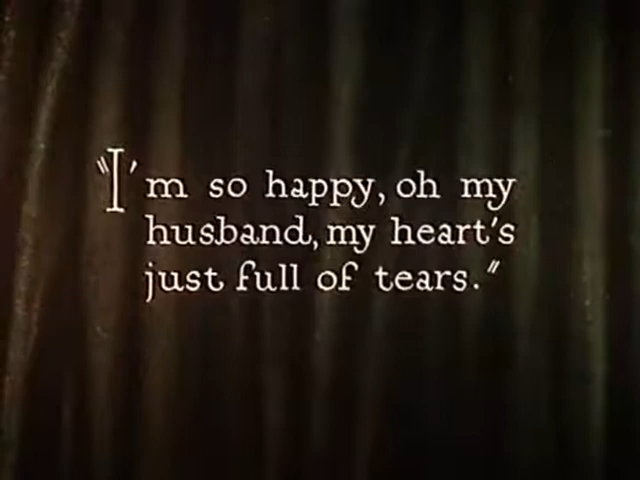 "I'm so happy, oh my
husband, my heart's
just full of tears."